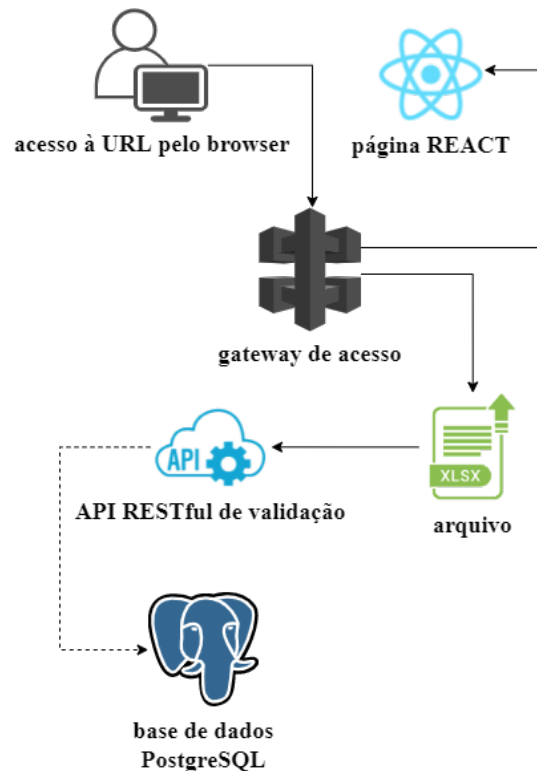 acesso à URL pelo browser
página REACT
gateway de acesso
API
XLSX
API RESTful de validação
arquivo
base de dados
PostgreSQL